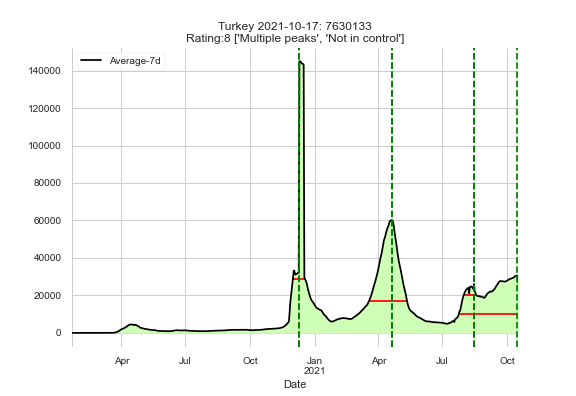 Turkey 2021-10-17: 7630133
Rating:8 ['Multiple peaks', 'Not in control']
Average-7d
140000
120000
100000
80000
60000
40000
20000
0
Apr Jul Oct Jan Apr Jul Oct
2021
Date